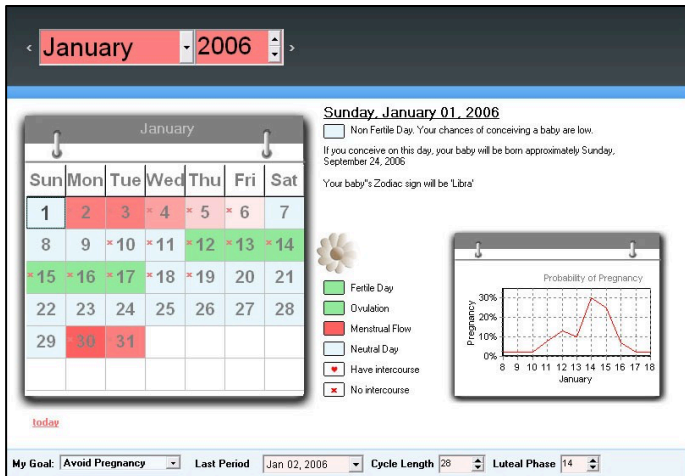 ‹ January 2006 ›
January
Sun Mon Tue Wed Thu Fri Sat
1 2 3 4 5 6 7
8 9 10 11 12 13 14
15 16 17 18 19 20 21
22 23 24 25 26 27 28
29 30 31
today
Sunday, January 01, 2006
Non Fertile Day. Your chances of conceiving a baby are low.
If you conceive on this day, your baby will be born approximately Sunday,
September 24, 2006
Your baby"s Zodiac sign will be 'Libra'
Fertile Day
Ovulation
Menstrual Flow
Neutral Day
Have intercourse
No intercourse
Probability of Pregnancy
Pregnancy
30%
20%
10%
0%
8 9 10 11 12 13 14 15 16 17 18
January
My Goal: Avoid Pregnancy Last Period Jan 02, 2006 Cycle Length 28 Luteal Phase 14